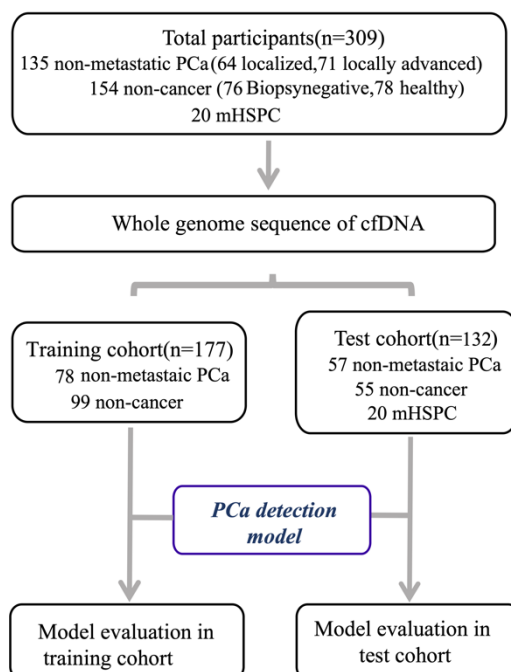 Total participants(n=309)
135 non-metastatic PCa(64 localized,71 locally advanced)
154 non-cancer (76 Biopsynegative,78 healthy)
20 mHSPC
Whole genome sequence of cfDNA
Training cohort(n=177)
78 non-metastaic PCa
99 non-cancer
Test cohort(n=132)
57 non-metastaic PCa
55 non-cancer
20 mHSPC
PCa detection
model
Model evaluation in
training cohort
Model evaluation in
test cohort